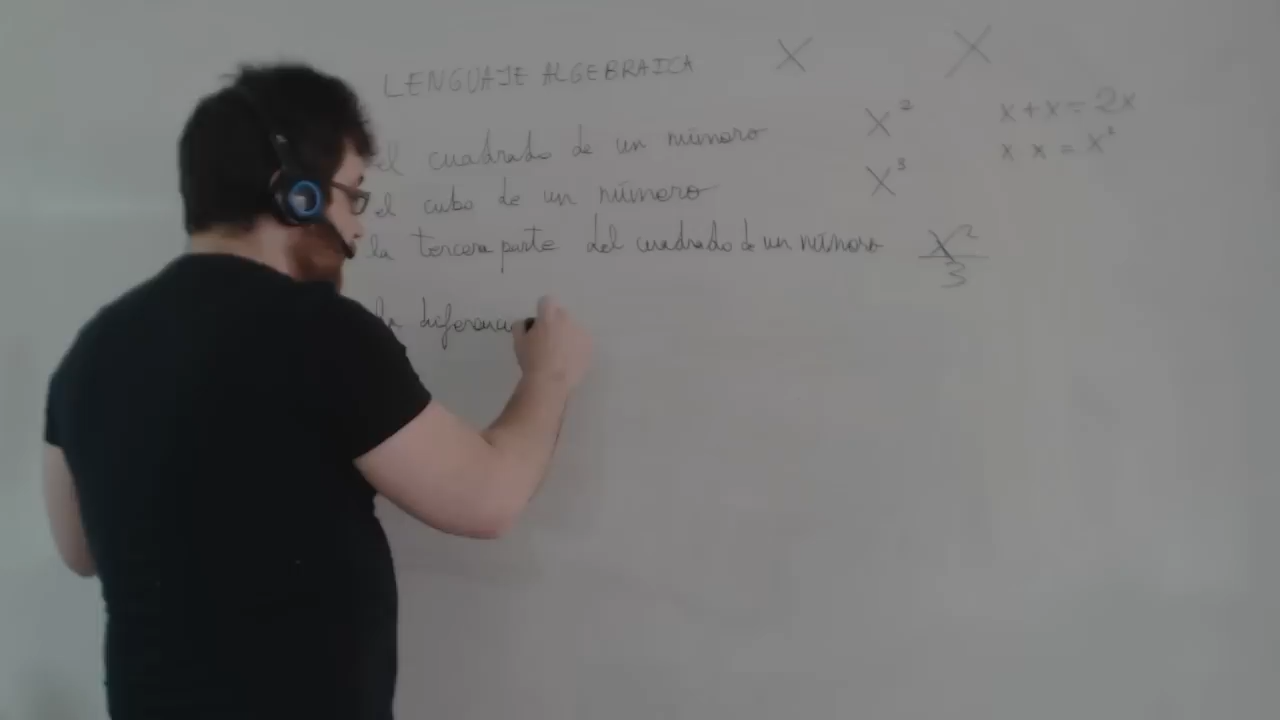 LENGUAJE ALGEBRAICA X X
el cuadrado de un número X² x + x = 2x
x x = x²
el cubo de un número X³
la tercera parte del cuadrado de un número X²/3
la diferenci